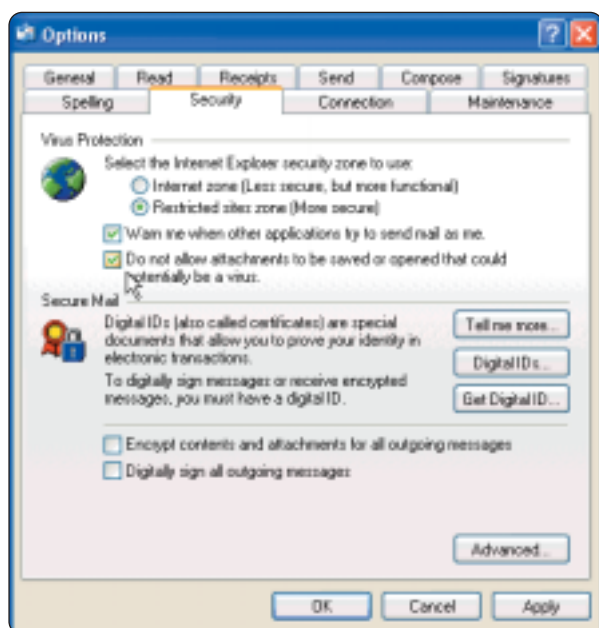 Options
General Read Receipts Send Compose Signatures
Spelling Security Connection Maintenance
Virus Protection
Select the Internet Explorer security zone to use:
Internet zone (Less secure, but more functional)
Restricted sites zone (More secure)
Warn me when other applications try to send mail as me.
Do not allow attachments to be saved or opened that could
potentially be a virus.
Secure Mail
Digital IDs (also called certificates) are special
documents that allow you to prove your identity in
electronic transactions.
Tell me more...
Digital IDs...
To digitally sign messages or receive encrypted
messages, you must have a digital ID.
Get Digital ID...
Encrypt contents and attachments for all outgoing messages
Digitally sign all outgoing messages
Advanced...
OK Cancel Apply